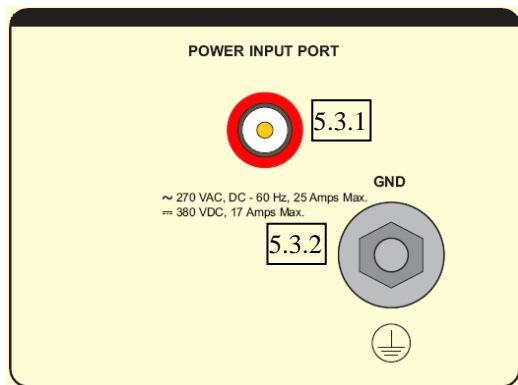 POWER INPUT PORT
5.3.1
GND
~ 270 VAC, DC - 60 Hz, 25 Amps Max.
⎓ 380 VDC, 17 Amps Max.
5.3.2